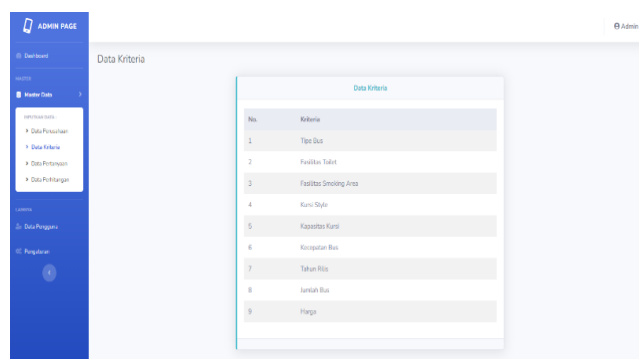 ADMIN PAGE
Admin
Dashboard
Data Kriteria
MASTER
Master Data
Data Kriteria
Data Perusahaan
Data Kriteria
Data Pertanyaan
Data Perhitungan
No. Kriteria
1 Tipe Bus
2 Fasilitas Toilet
3 Fasilitas Smoking Area
4 Kursi Style
5 Kapasitas Kursi
6 Kecepatan Bus
7 Tahun Rilis
8 Jumlah Bus
9 Harga
LAINNYA
Data Pengguna
Pengaturan